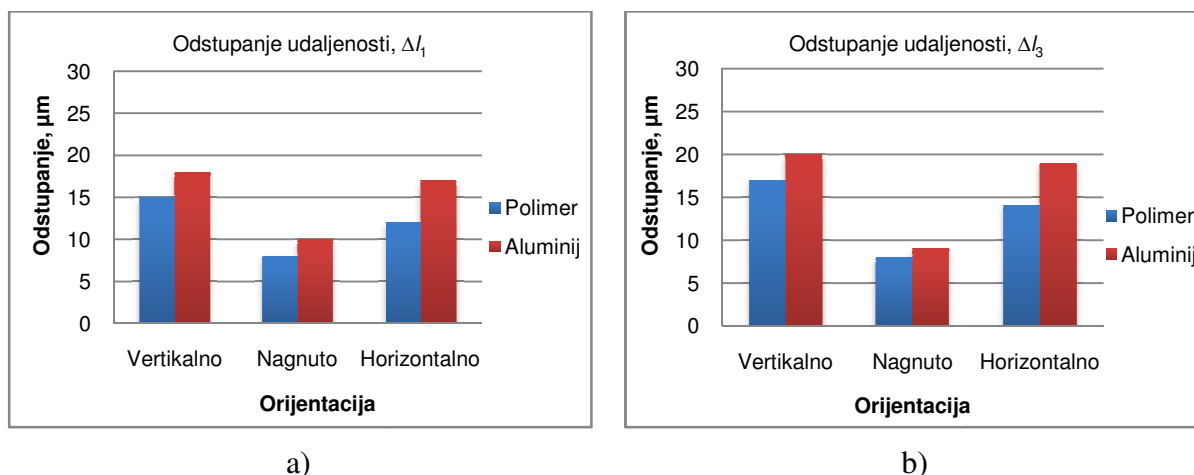 Odstupanje udaljenosti, Δl₁
30
25
20
15
10
5
0
Odstupanje, µm
Vertikalno Nagnuto Horizontalno
Orijentacija
Polimer
Aluminij
a)
Odstupanje udaljenosti, Δl₃
30
25
20
15
10
5
0
Odstupanje, µm
Vertikalno Nagnuto Horizontalno
Orijentacija
Polimer
Aluminij
b)